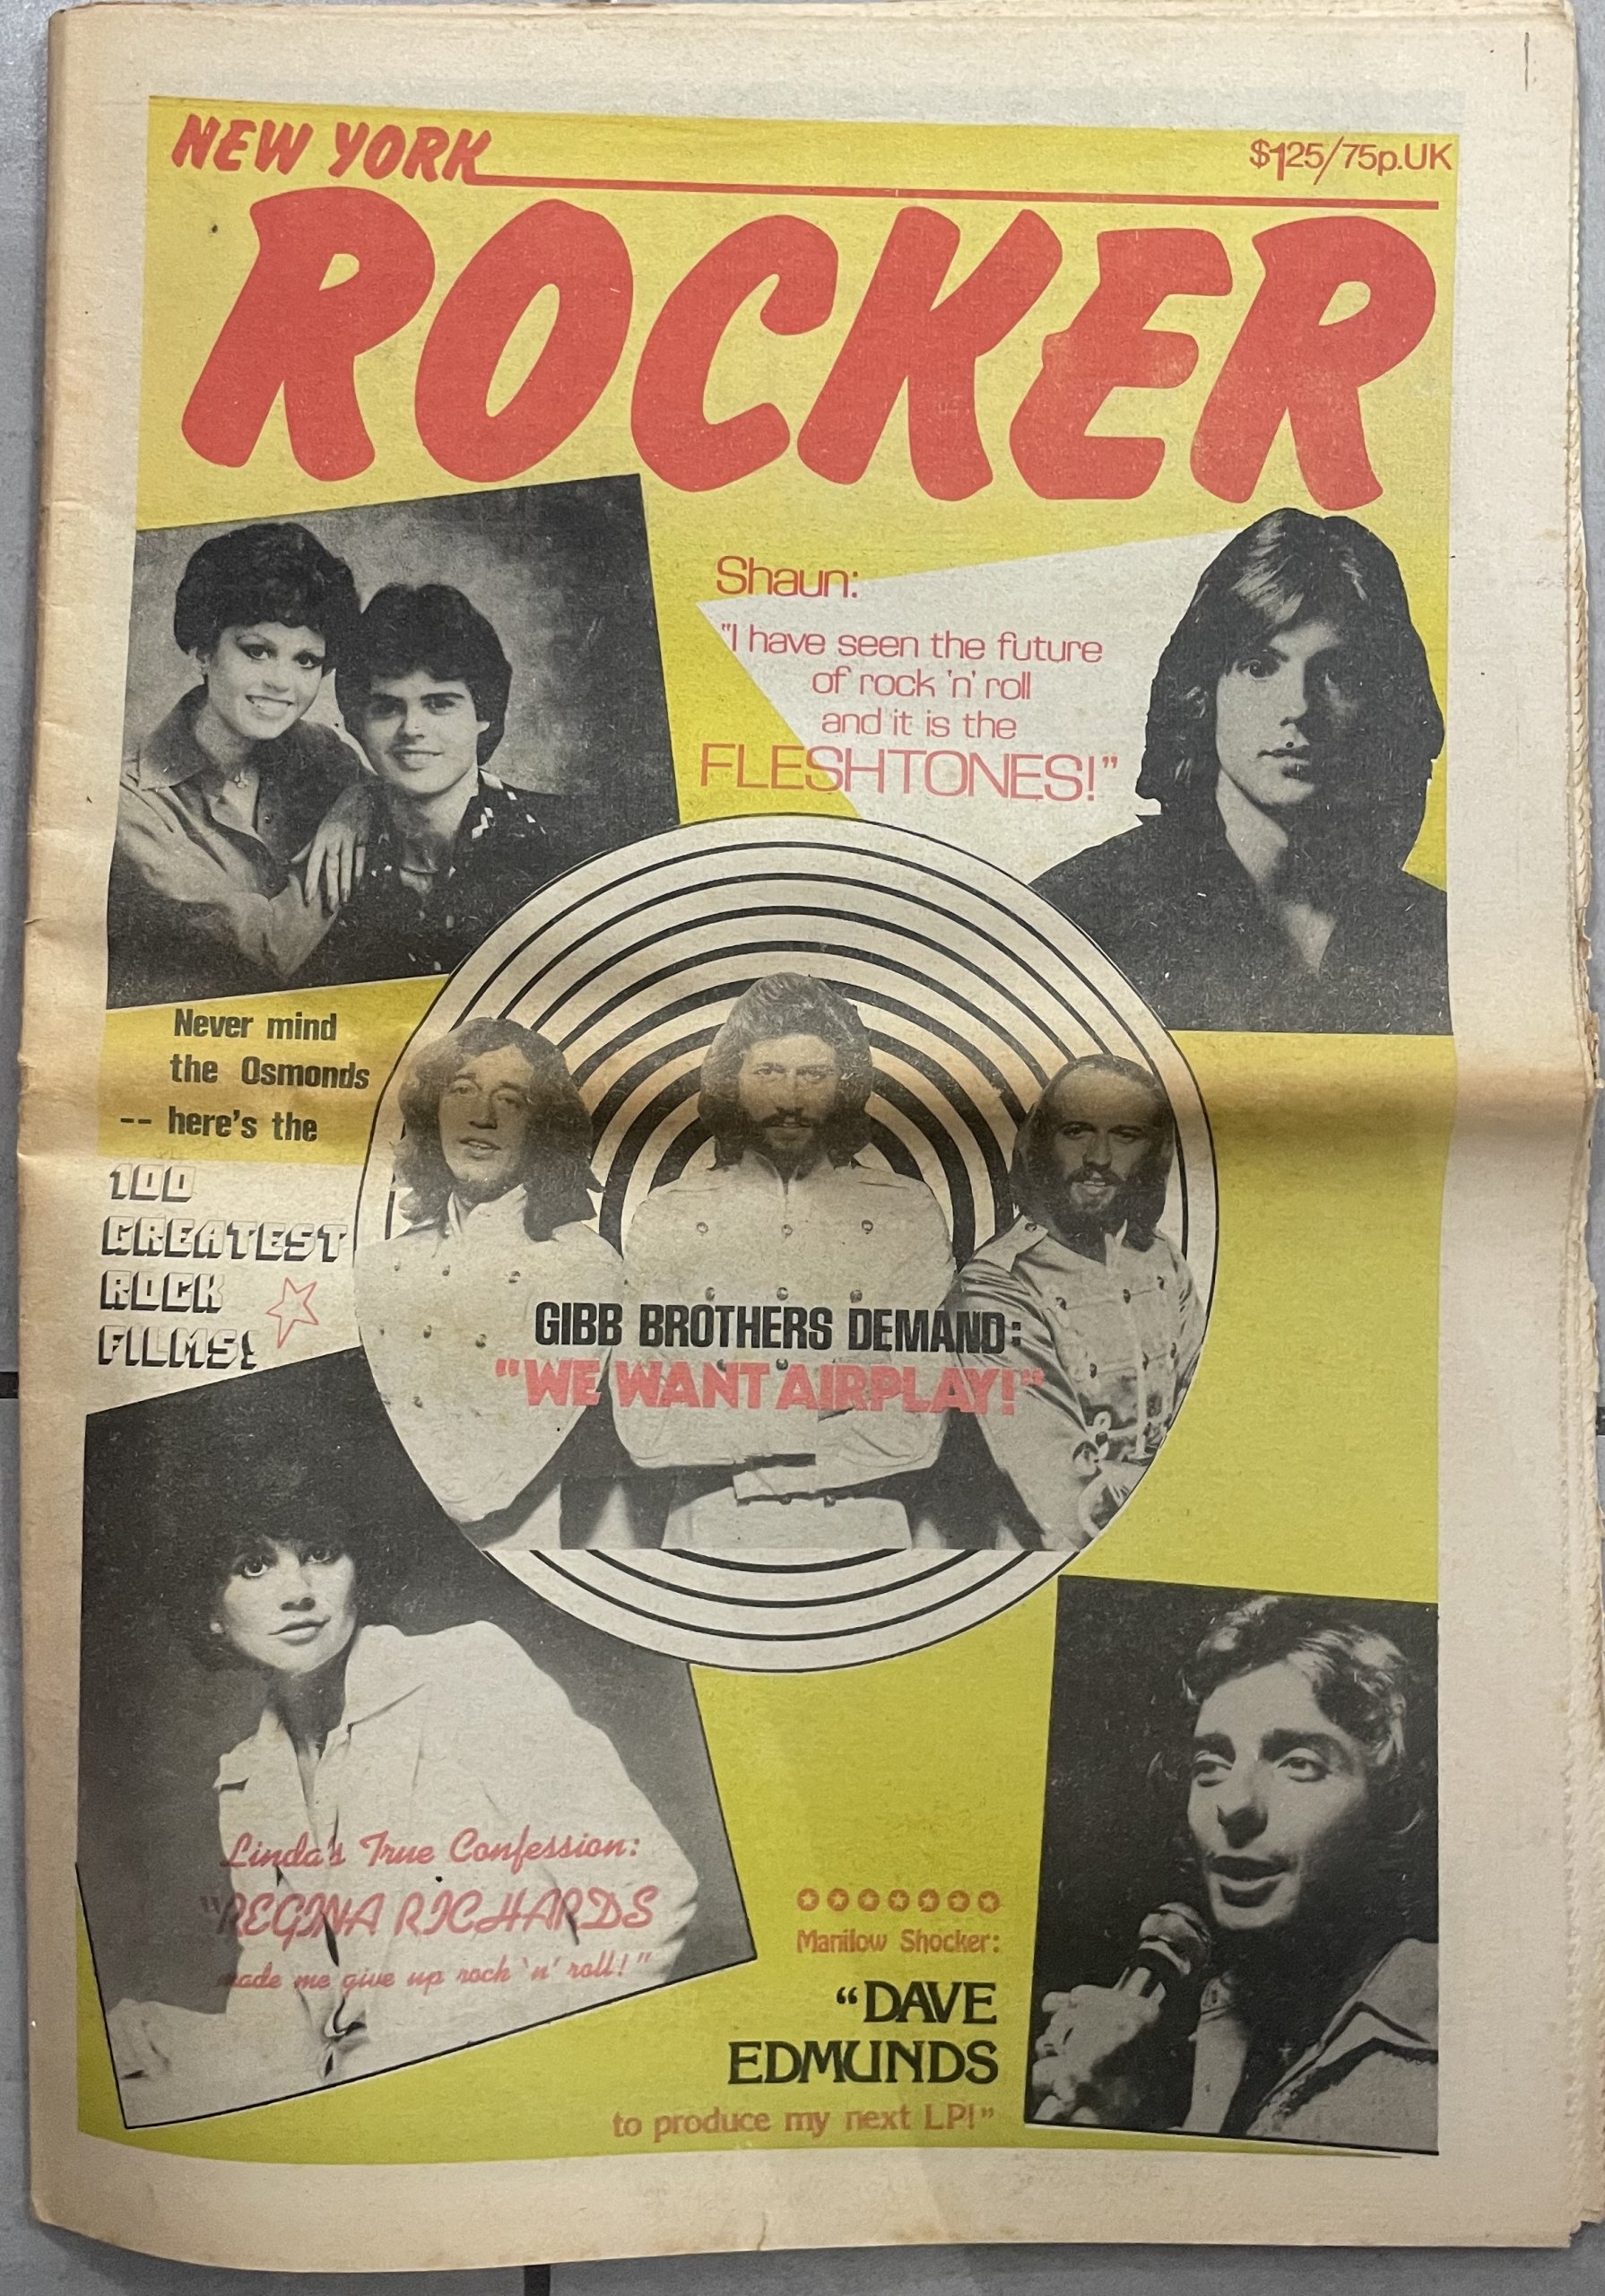 NEW YORK
$1.25/75p.UK
ROCKER
Shaun:
"I have seen the future
of rock 'n' roll
and it is the
FLESHTONES!"
Never mind
the Osmonds
-- here's the
100
GREATEST
ROCK
FILMS!
GIBB BROTHERS DEMAND:
"WE WANT AIRPLAY!"
Linda's True Confession:
"REGINA RICHARDS
made me give up rock 'n' roll!"
Manilow Shocker:
"DAVE
EDMUNDS
to produce my next LP!"